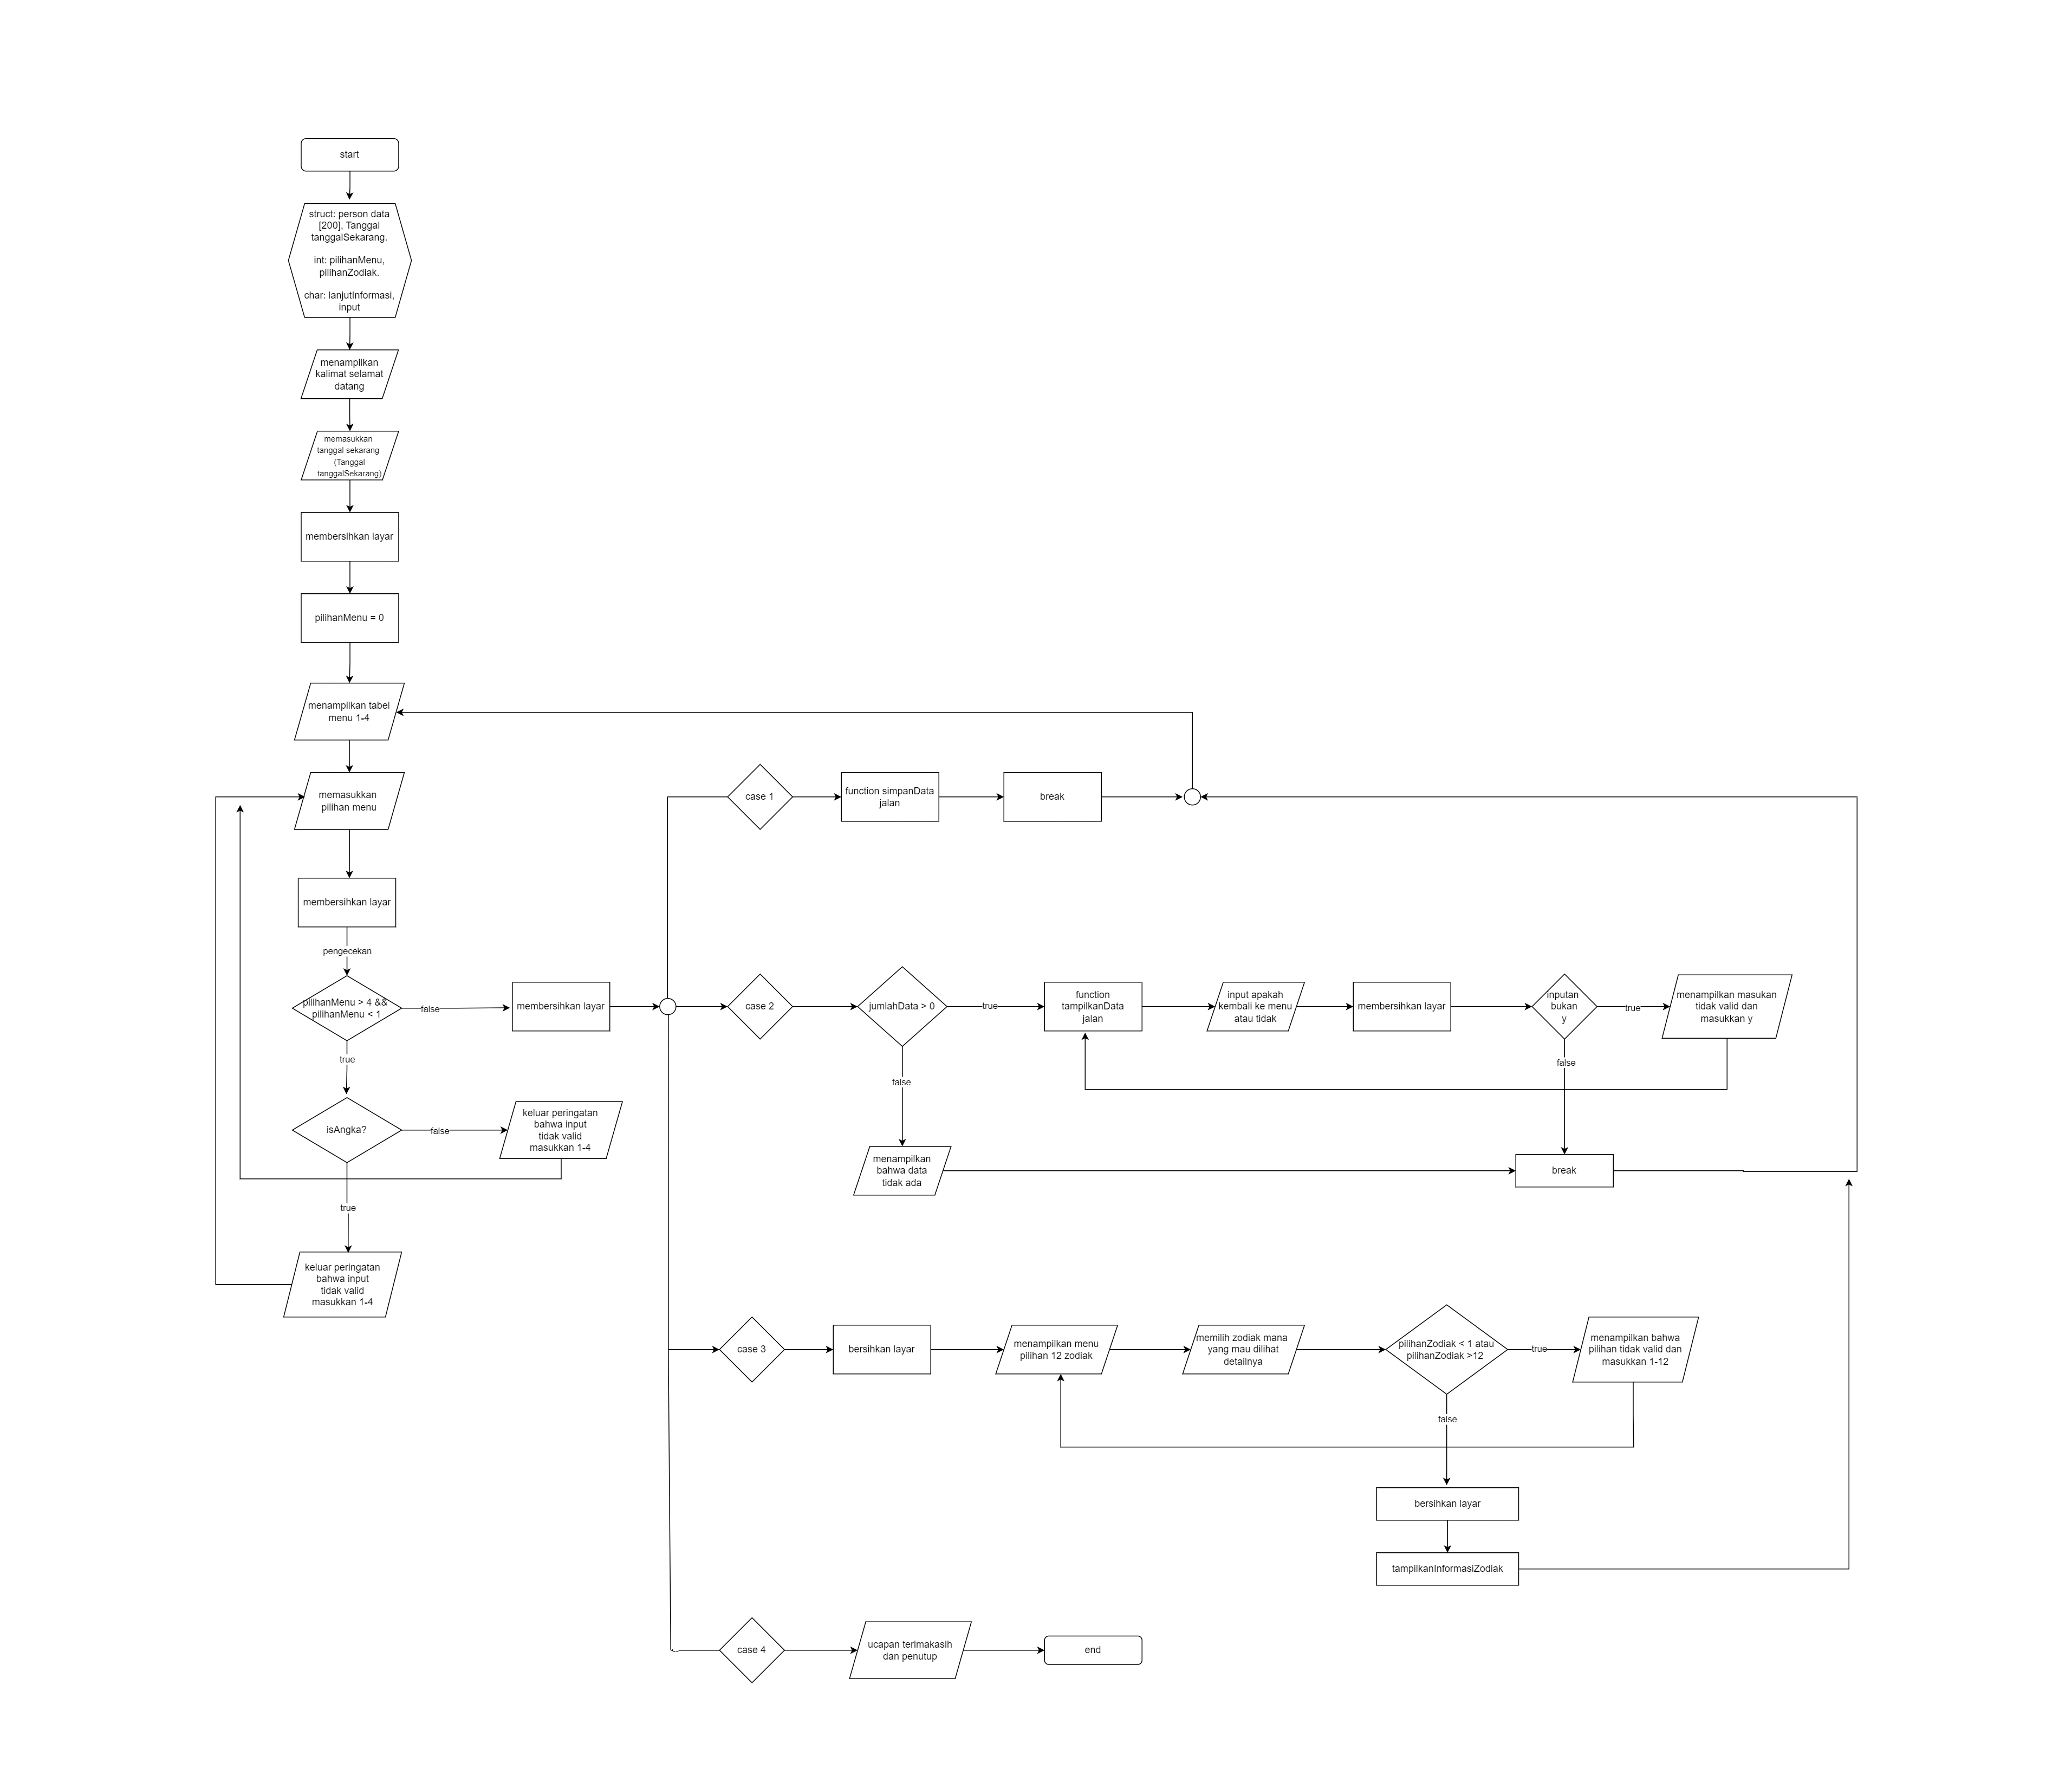 start
struct: person data
[200], Tanggal
tanggalSekarang.
int: pilihanMenu,
pilihanZodiak.
char: lanjutInformasi,
input
menampilkan
kalimat selamat
datang
memasukkan
tanggal sekarang
(Tanggal
tanggalSekarang)
membersihkan layar
pilihanMenu = 0
menampilkan tabel
menu 1-4
memasukkan
pilihan menu
membersihkan layar
pengecekan
pilihanMenu > 4 &&
pilihanMenu < 1
false
true
isAngka?
false
keluar peringatan
bahwa input
tidak valid
masukkan 1-4
true
keluar peringatan
bahwa input
tidak valid
masukkan 1-4
membersihkan layar
case 1
function simpanData
jalan
break
case 2
jumlahData > 0
true
function
tampilkanData
jalan
input apakah
kembali ke menu
atau tidak
membersihkan layar
inputan
bukan
y
true
menampilkan masukan
tidak valid dan
masukkan y
false
false
menampilkan
bahwa data
tidak ada
break
case 3
bersihkan layar
menampilkan menu
pilihan 12 zodiak
memilih zodiak mana
yang mau dilihat
detailnya
pilihanZodiak < 1 atau
pilihanZodiak >12
true
menampilkan bahwa
pilihan tidak valid dan
masukkan 1-12
false
bersihkan layar
tampilkanInformasiZodiak
case 4
ucapan terimakasih
dan penutup
end